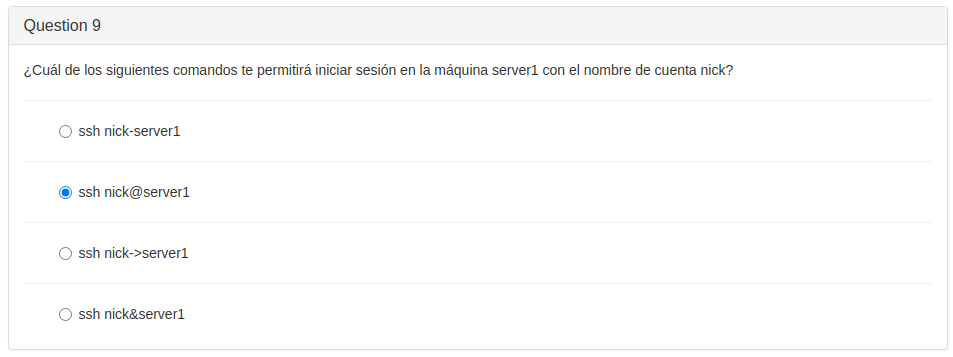 Question 9
¿Cuál de los siguientes comandos te permitirá iniciar sesión en la máquina server1 con el nombre de cuenta nick?
ssh nick-server1
ssh nick@server1
ssh nick->server1
ssh nick&server1